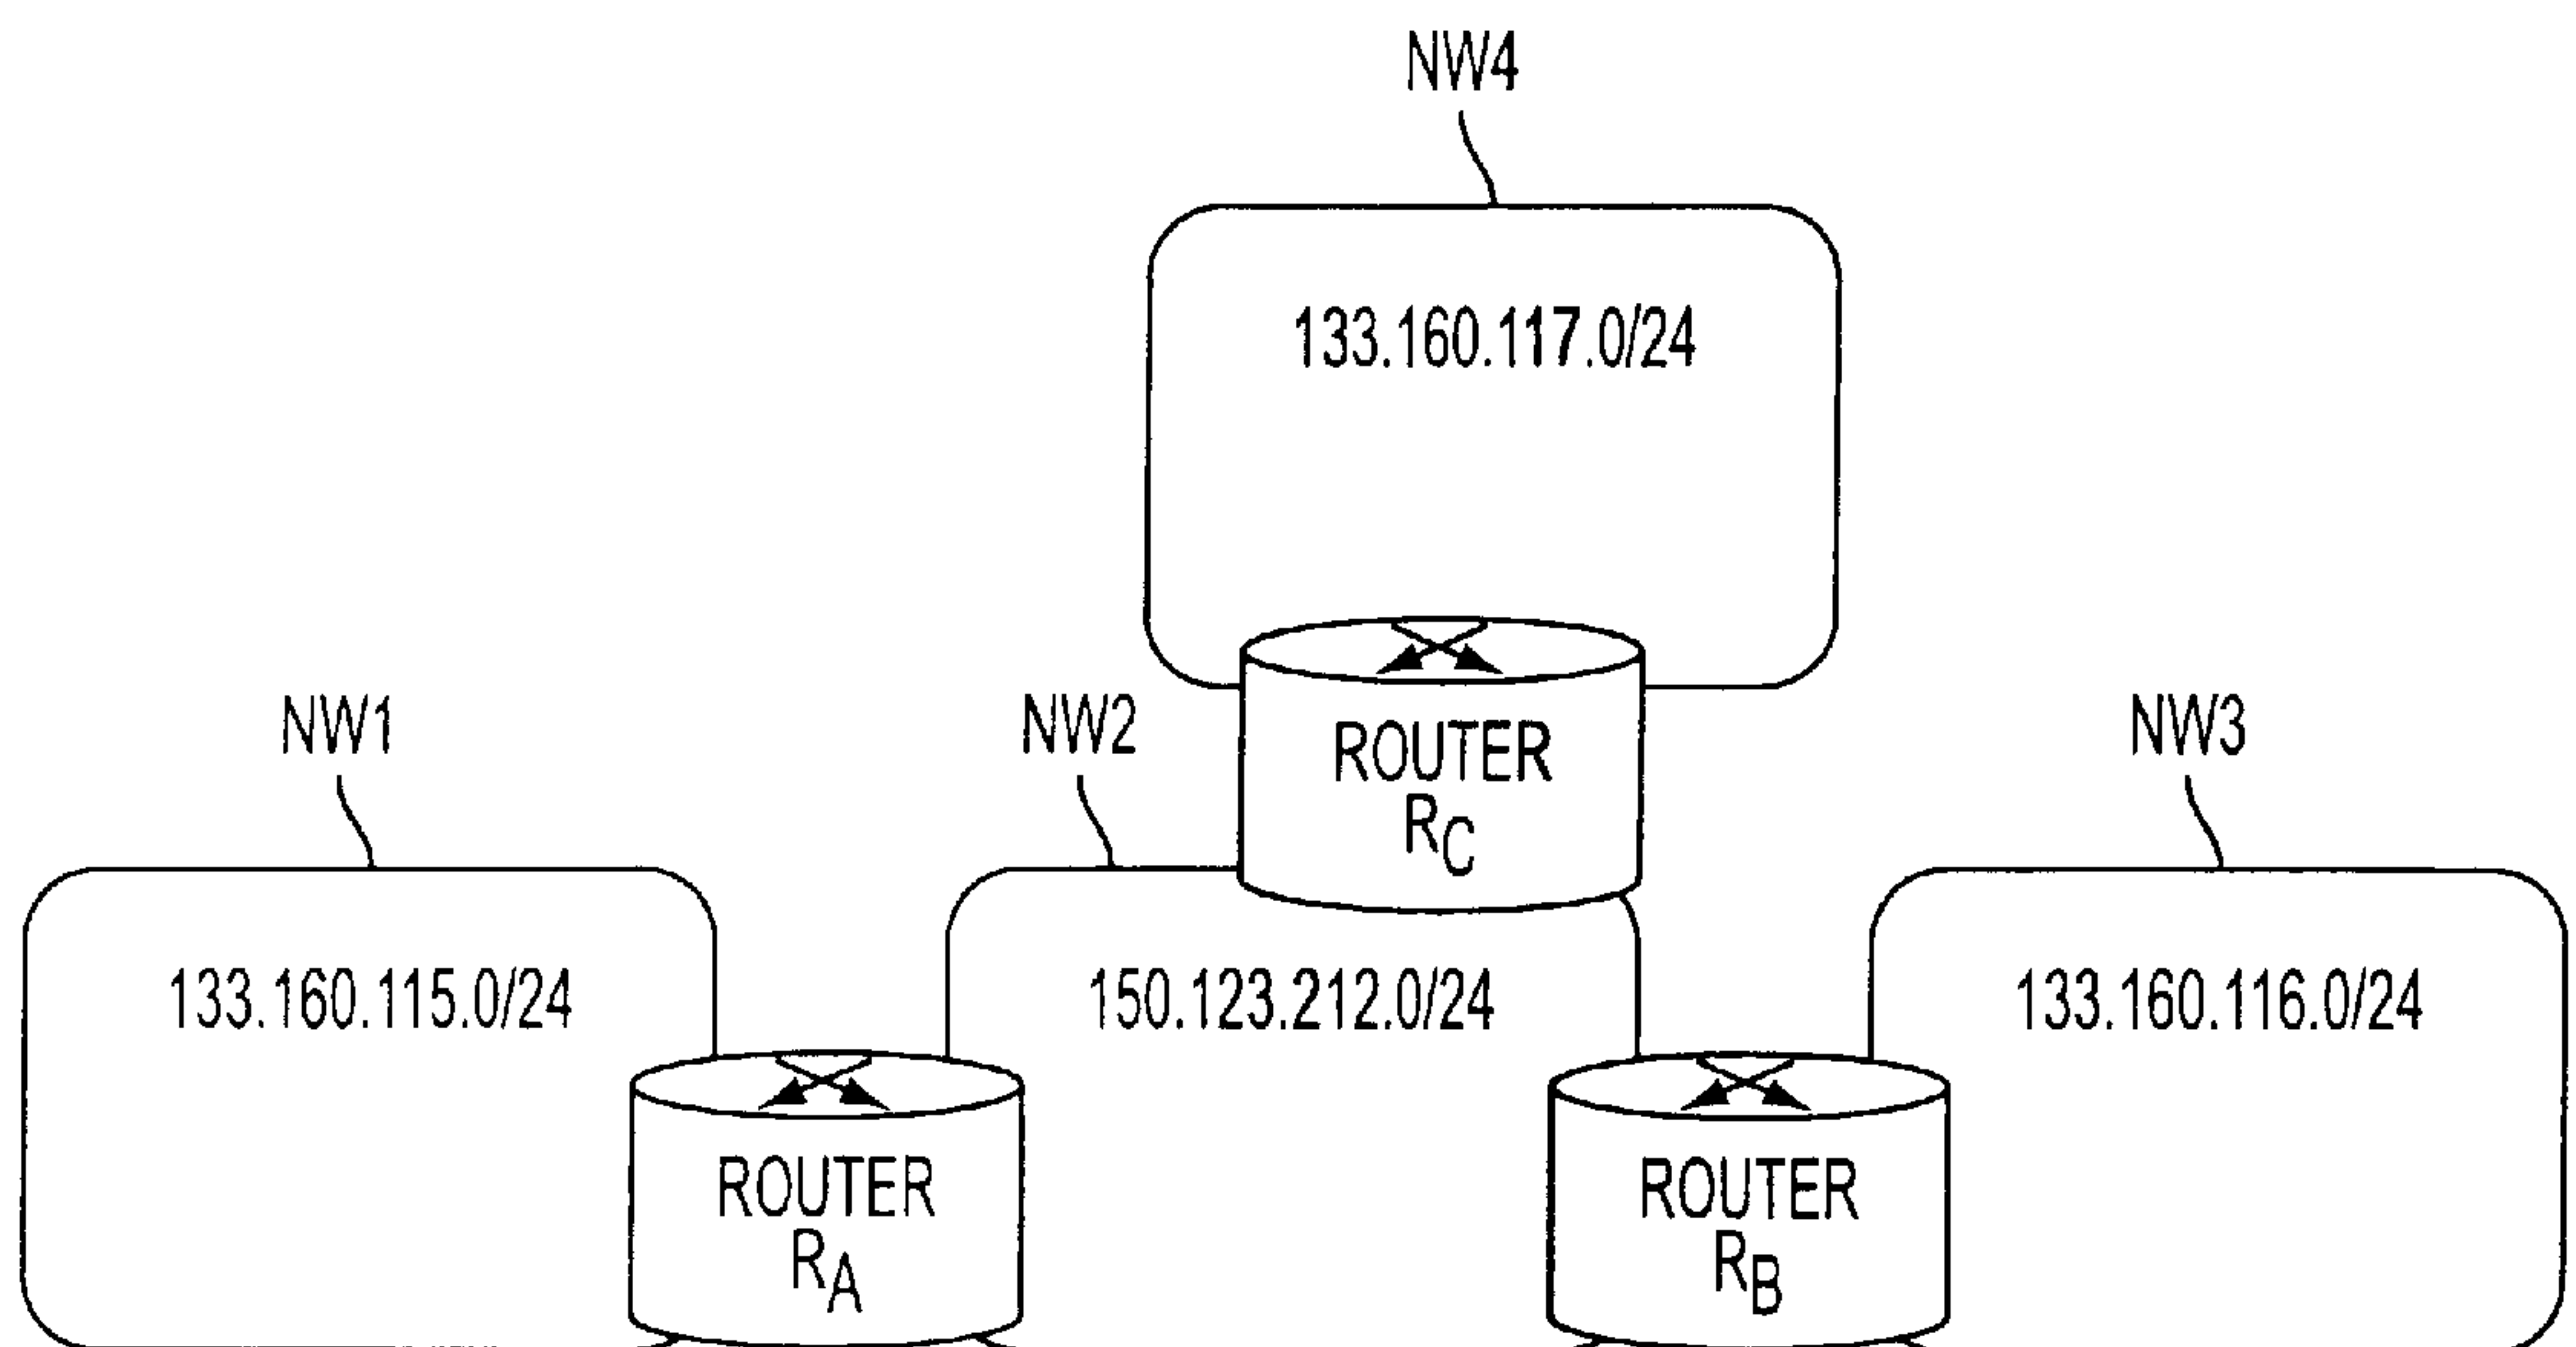 NW4
133.160.117.0/24
ROUTER
RC
NW1
NW2
NW3
133.160.115.0/24
150.123.212.0/24
133.160.116.0/24
ROUTER
RA
ROUTER
RB